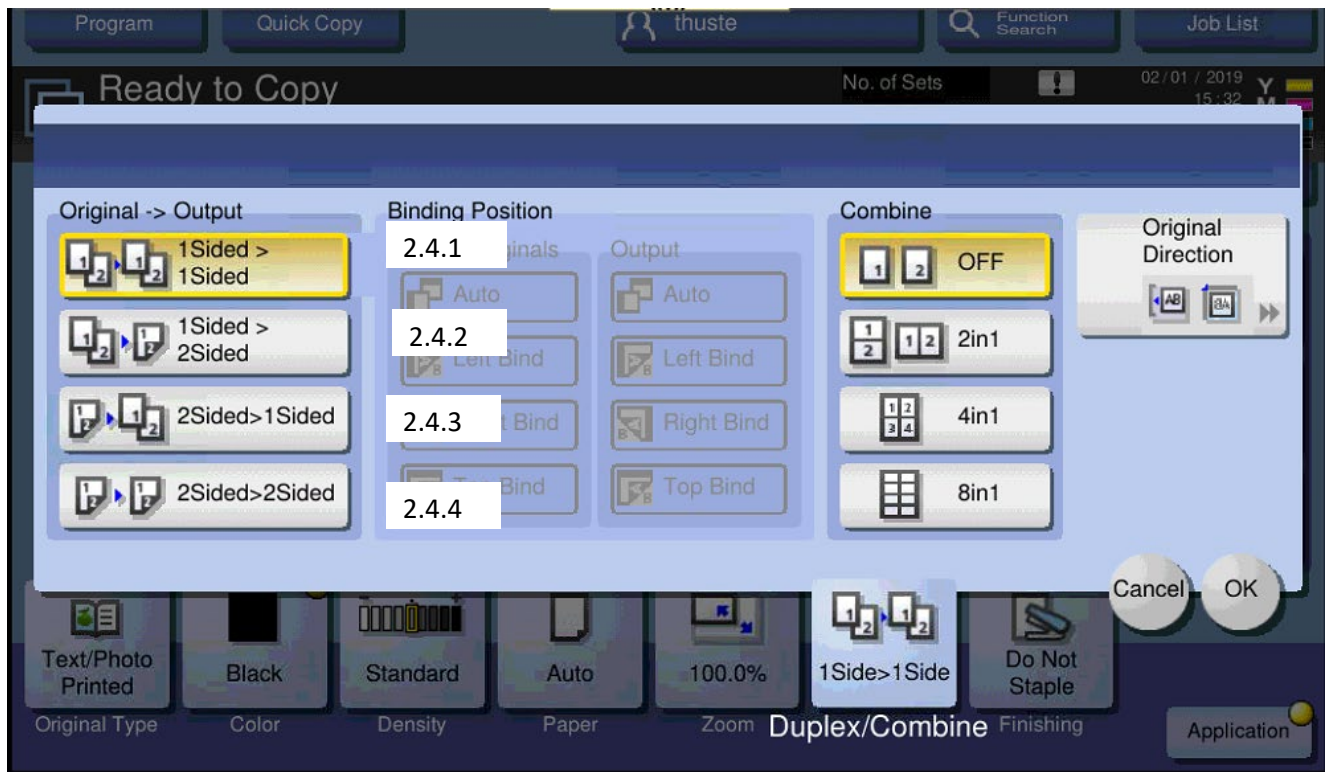 Program
Quick Copy
thuste
Function
Search
Job List
Ready to Copy
No. of Sets
02/01 / 2019
15:32
Y
M
Original -> Output
Binding Position
Combine
1Sided >
1Sided
1Sided >
2Sided
2Sided>1Sided
2Sided>2Sided
2.4.1
Output
Auto
Auto
2.4.2
Left Bind
Left Bind
2.4.3
Bind
Right Bind
2.4.4
Bind
Top Bind
OFF
2in1
4in1
8in1
Original
Direction
Cancel
OK
Text/Photo
Printed
Black
Standard
Auto
100.0%
1Side>1Side
Do Not
Staple
Original Type
Color
Density
Paper
Zoom
Duplex/Combine
Finishing
Application